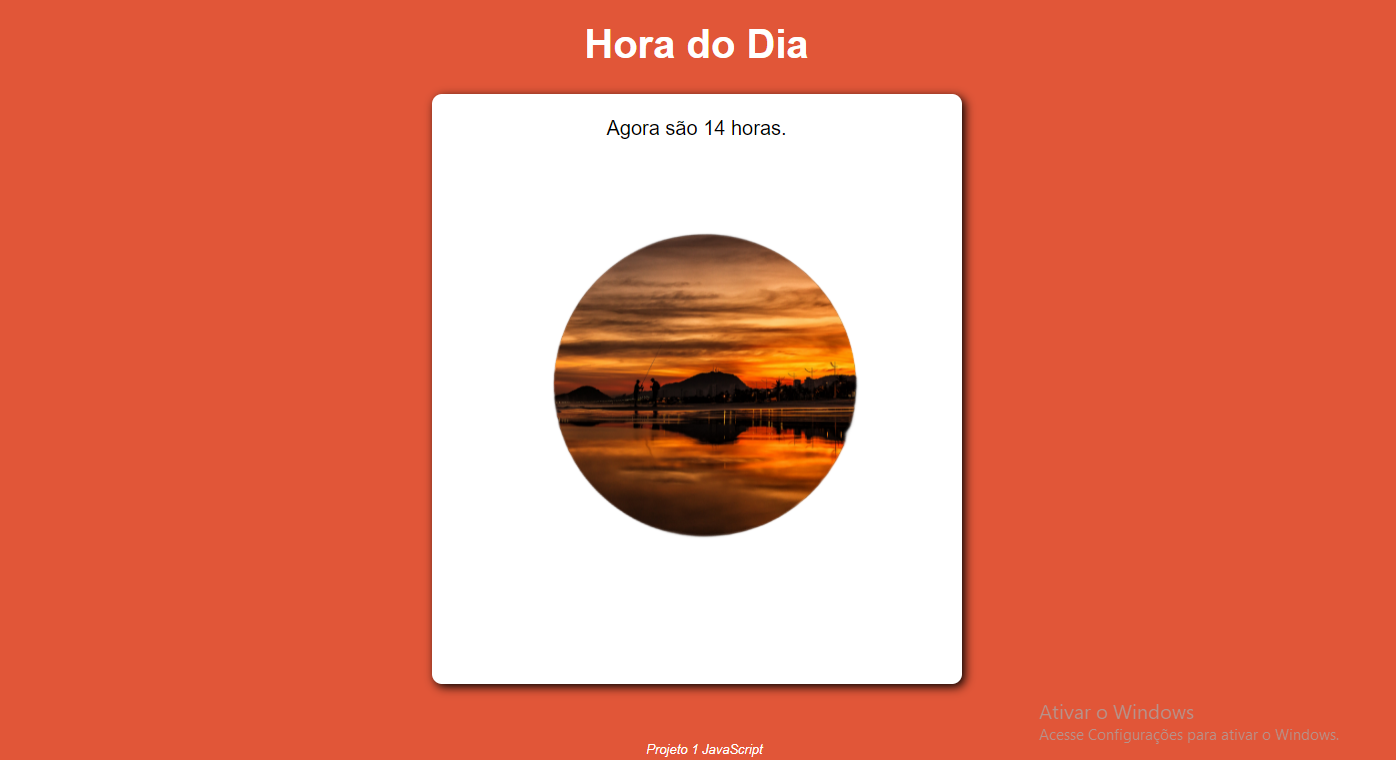 Hora do Dia
Agora são 14 horas.
Ativar o Windows
Acesse Configurações para ativar o Windows.
Projeto 1 JavaScript